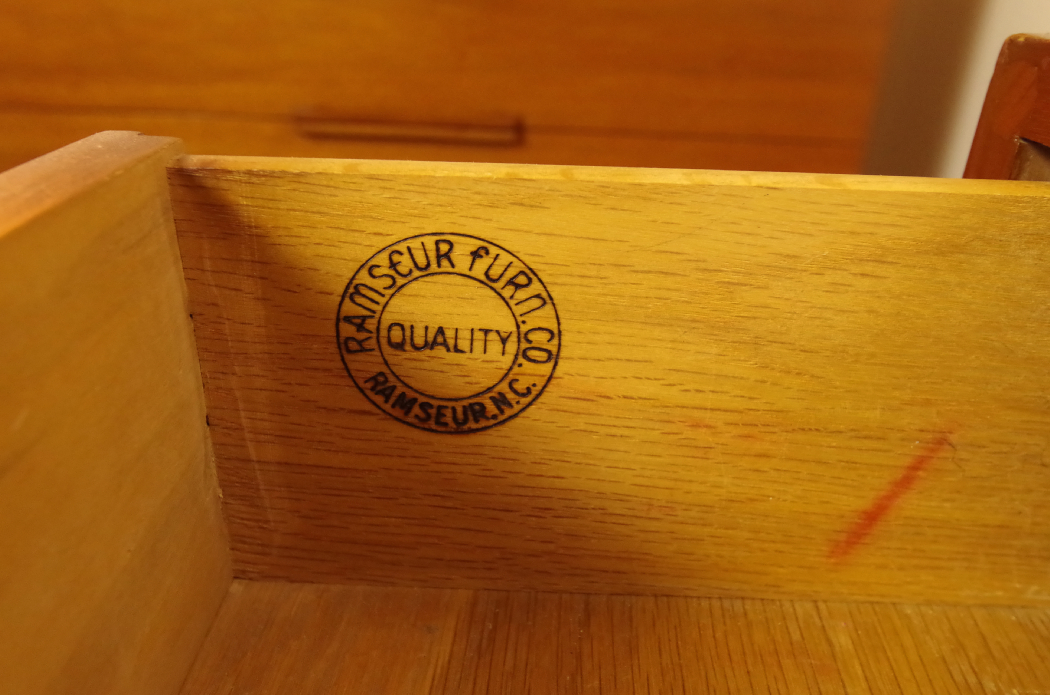 RAMSEUR FURN. CO.
QUALITY
RAMSEUR, N.C.